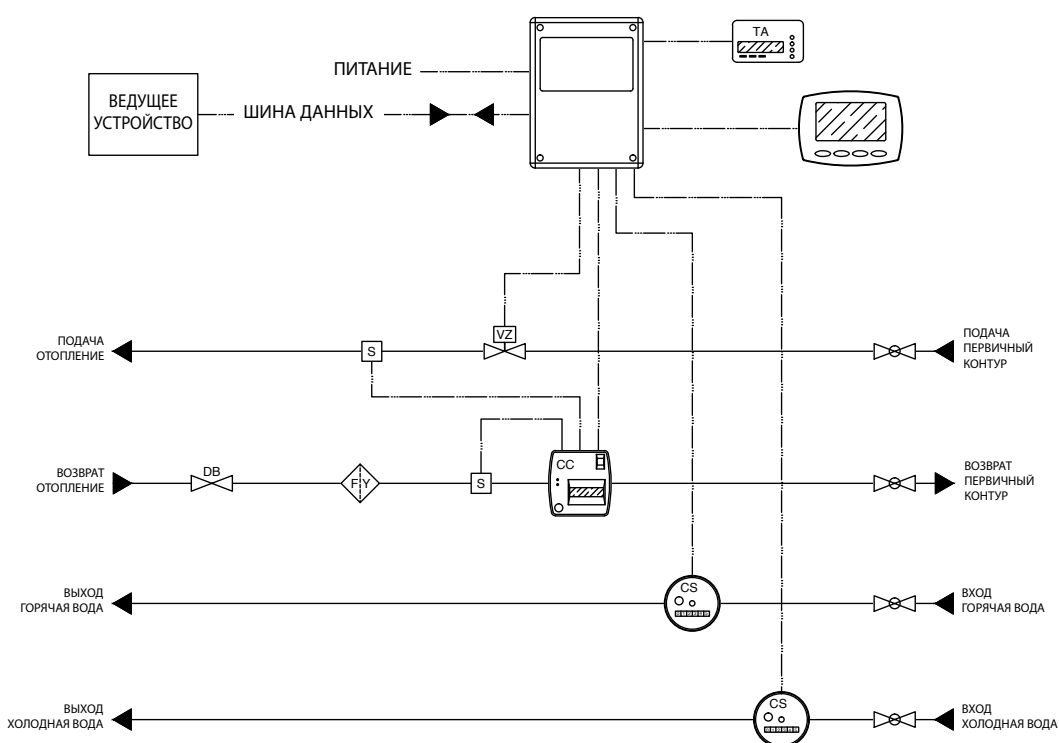 TA
ПИТАНИЕ
ВЕДУЩЕЕ
УСТРОЙСТВО
ШИНА ДАННЫХ
ПОДАЧА
ОТОПЛЕНИЕ
S
VZ
ПОДАЧА
ПЕРВИЧНЫЙ
КОНТУР
ВОЗВРАТ
ОТОПЛЕНИЕ
DB
F Y
S
CC
ВОЗВРАТ
ПЕРВИЧНЫЙ
КОНТУР
ВЫХОД
ГОРЯЧАЯ ВОДА
CS
ВХОД
ГОРЯЧАЯ ВОДА
ВЫХОД
ХОЛОДНАЯ ВОДА
CS
ВХОД
ХОЛОДНАЯ ВОДА